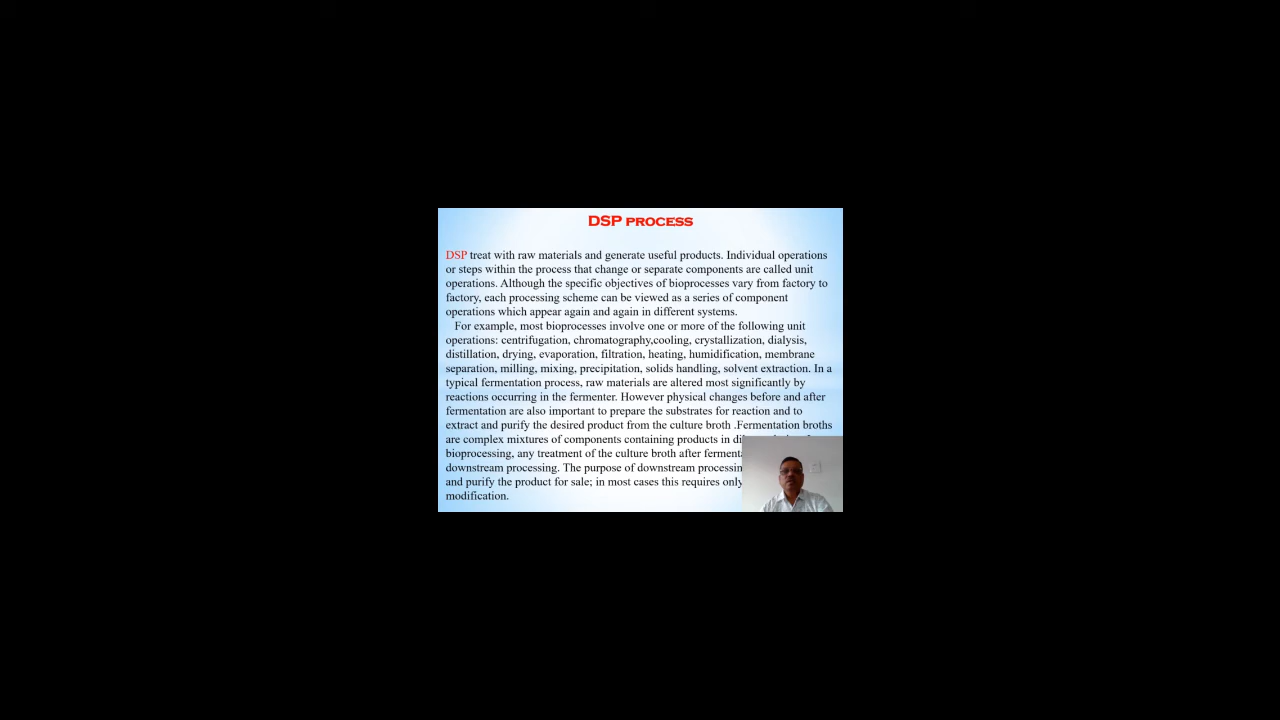 DSP PROCESS
DSP treat with raw materials and generate useful products. Individual operations
or steps within the process that change or separate components are called unit
operations. Although the specific objectives of bioprocesses vary from factory to
factory, each processing scheme can be viewed as a series of component
operations which appear again and again in different systems.
For example, most bioprocesses involve one or more of the following unit
operations: centrifugation, chromatography,cooling, crystallization, dialysis,
distillation, drying, evaporation, filtration, heating, humidification, membrane
separation, milling, mixing, precipitation, solids handling, solvent extraction. In a
typical fermentation process, raw materials are altered most significantly by
reactions occurring in the fermenter. However physical changes before and after
fermentation are also important to prepare the substrates for reaction and to
extract and purify the desired product from the culture broth .Fermentation broths
are complex mixtures of components containing products in
bioprocessing, any treatment of the culture broth after
downstream processing. The purpose of downstream
and purify the product for sale; in most cases this requires only
modification.